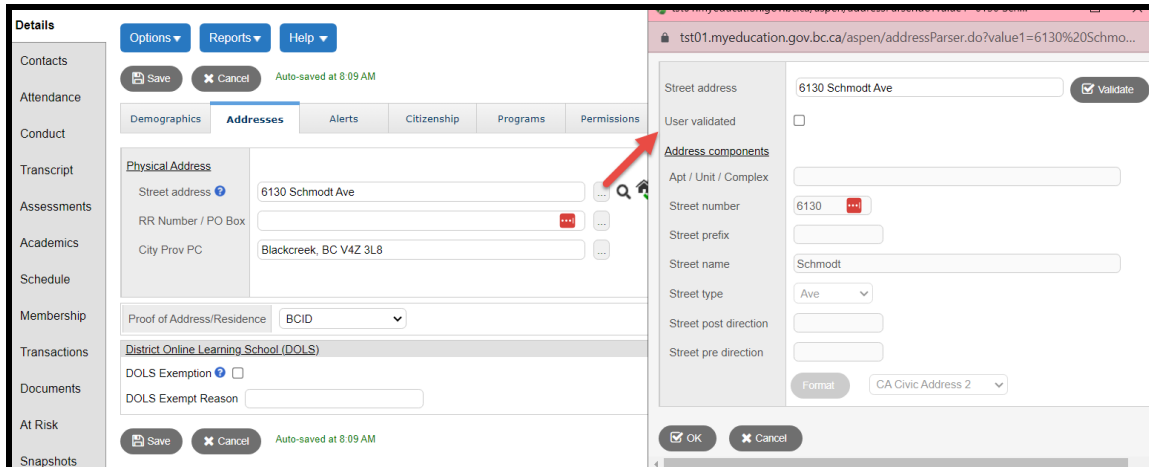 Details
Contacts
Attendance
Conduct
Transcript
Assessments
Academics
Schedule
Membership
Transactions
Documents
At Risk
Snapshots
Options Reports Help
Save Cancel Auto-saved at 8:09 AM
Demographics Addresses Alerts Citizenship Programs Permissions
Physical Address
Street address 6130 Schmodt Ave ...
RR Number / PO Box ...
City Prov PC Blackcreek, BC V4Z 3L8 ...
Proof of Address/Residence BCID
District Online Learning School (DOLS)
DOLS Exemption
DOLS Exempt Reason
Save Cancel Auto-saved at 8:09 AM
tst01.myeducation.gov.bc.ca/aspen/addressParser.do?value1=6130%20Schmo...
Street address 6130 Schmodt Ave Validate
User validated
Address components
Apt / Unit / Complex
Street number 6130
Street prefix
Street name Schmodt
Street type Ave
Street post direction
Street pre direction
Format CA Civic Address 2
OK Cancel